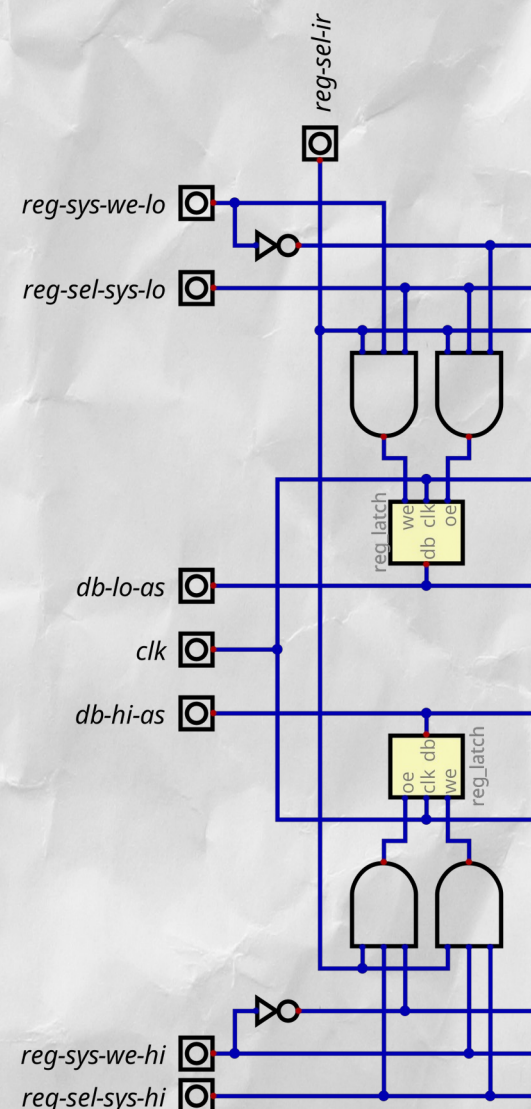 reg-sel-ir
reg-sys-we-lo
reg-sel-sys-lo
reg_latch
we clk oe
db
db-lo-as
clk
db-hi-as
db
oe clk we
reg_latch
reg-sys-we-hi
reg-sel-sys-hi